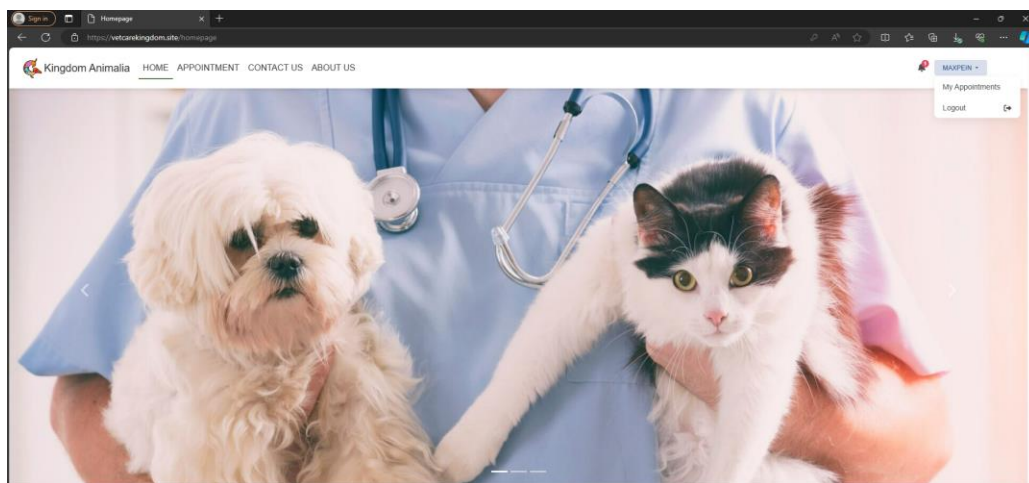 Sign in
Homepage
https://vetcarekingdom.site/homepage
Kingdom Animalia HOME APPOINTMENT CONTACT US ABOUT US
MAXPEIN
My Appointments
Logout